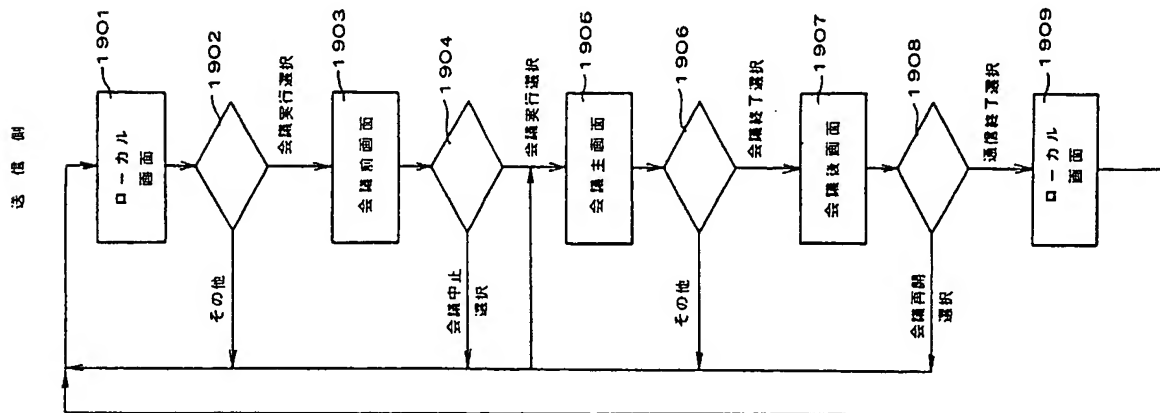 送信側
ローカル
画面
1901
1902
その他
会議実行選択
会議前画面
1903
1904
会議中止
選択
会議実行選択
会議主画面
1905
1906
その他
会議終了選択
会議後画面
1907
1908
会議再開
選択
通信終了選択
ローカル
画面
1909